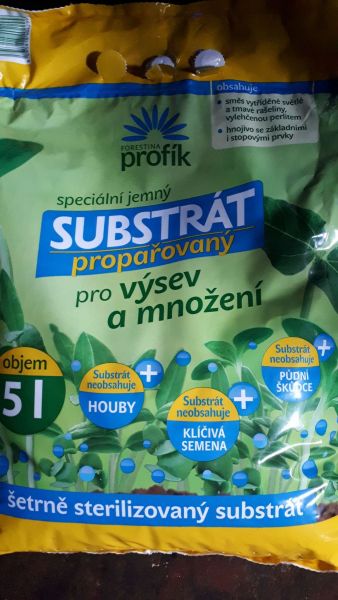 obsahuje
• směs vytříděné světlé
a tmavé rašeliny,
vylehčenou perlitem
• hnojivo se základními
i stopovými prvky
FORESTINA
profík
speciální jemný
SUBSTRÁT
propařovaný
pro výsev
a množení
objem
5 l
Substrát
neobsahuje
HOUBY
+
Substrát
neobsahuje
KLÍČIVÁ
SEMENA
+
Substrát
neobsahuje
PŮDNÍ
ŠKŮDCE
+
šetrně sterilizovaný substrát